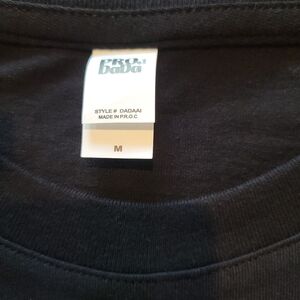 PRO.
DaDa
STYLE # DADAAI
MADE IN P.R.O.C.
M